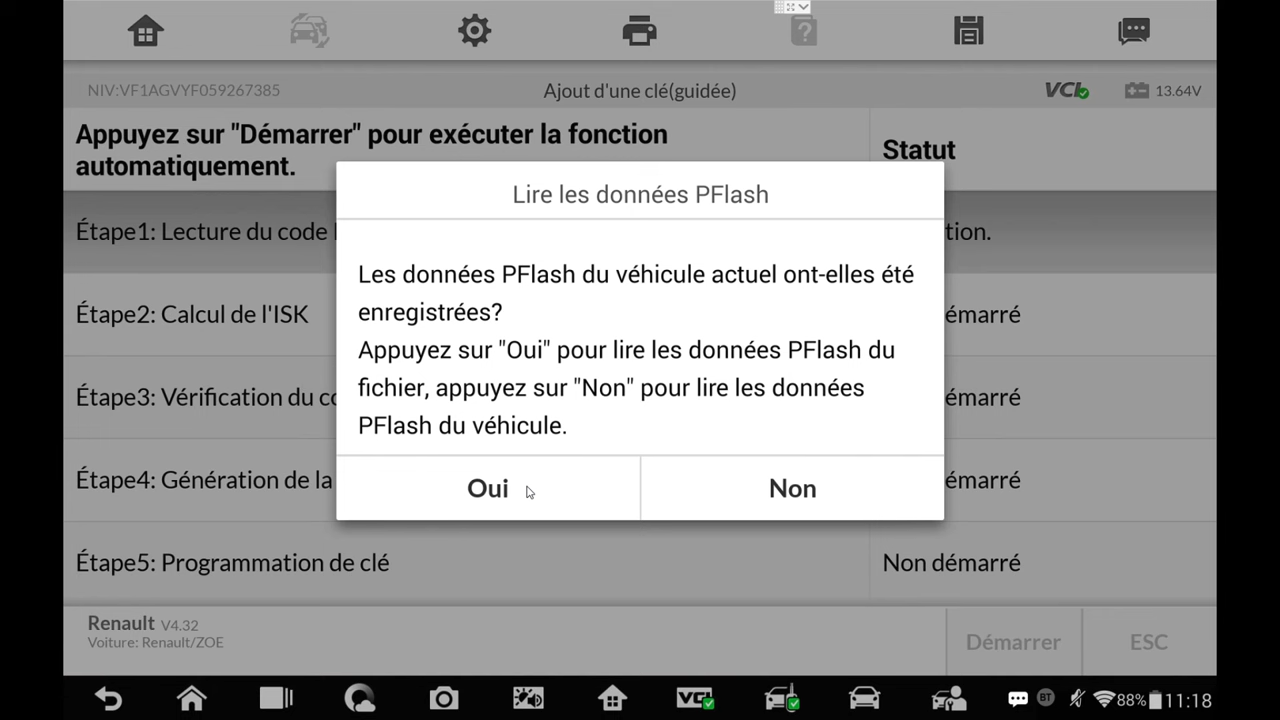 NIV:VF1AGVYF059267385
Ajout d'une clé(guidée)
VCI
13.64V
Appuyez sur "Démarrer" pour exécuter la fonction
automatiquement.
Statut
Lire les données PFlash
Étape1: Lecture du code
tion.
Les données PFlash du véhicule actuel ont-elles été
enregistrées?
Appuyez sur "Oui" pour lire les données PFlash du
fichier, appuyez sur "Non" pour lire les données
PFlash du véhicule.
Étape2: Calcul de l'ISK
émarré
Étape3: Vérification du co
émarré
Étape4: Génération de la
émarré
Oui
Non
Étape5: Programmation de clé
Non démarré
Renault V4.32
Voiture: Renault/ZOE
Démarrer
ESC
VCI
BT
88%
11:18